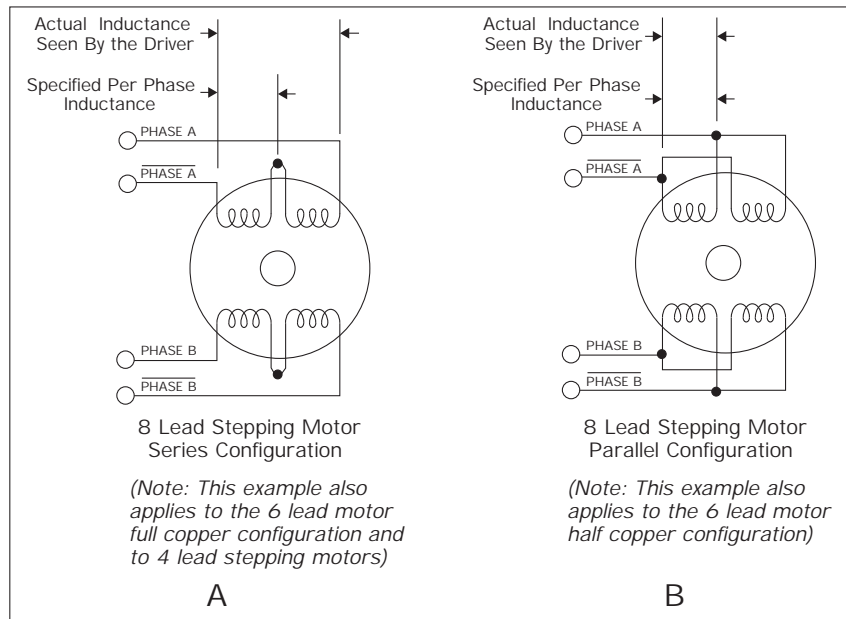 Actual Inductance
Seen By the Driver
Specified Per Phase
Inductance
PHASE A
PHASE A
PHASE B
PHASE B
8 Lead Stepping Motor
Series Configuration
(Note: This example also
applies to the 6 lead motor
full copper configuration and
to 4 lead stepping motors)
A
Actual Inductance
Seen By the Driver
Specified Per Phase
Inductance
PHASE A
PHASE A
PHASE B
PHASE B
8 Lead Stepping Motor
Parallel Configuration
(Note: This example also
applies to the 6 lead motor
half copper configuration)
B